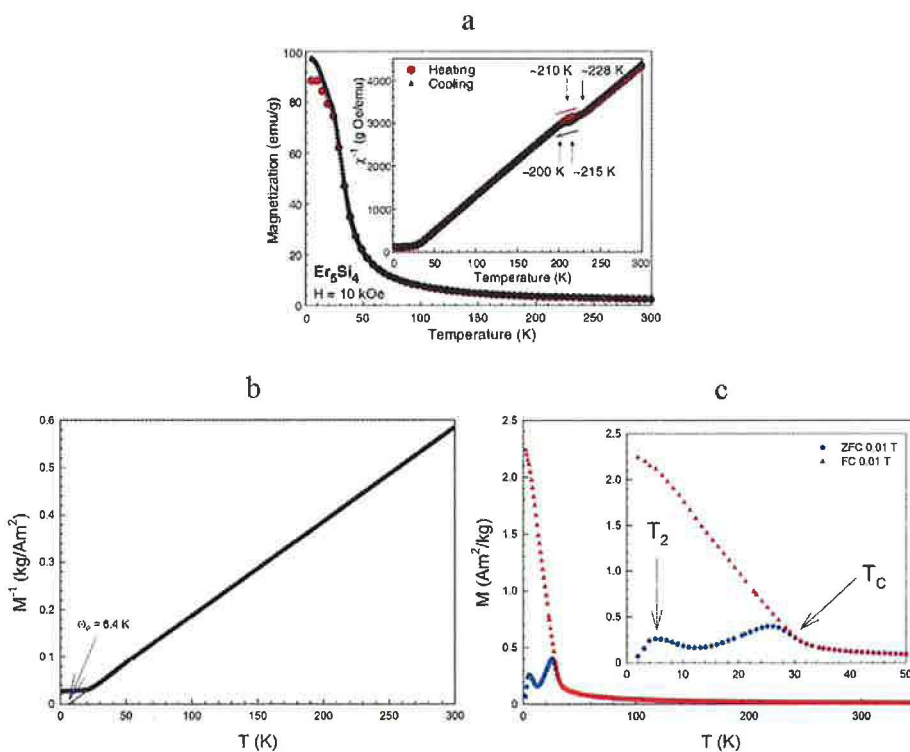 a
100
80
60
40
20
0
0 50 100 150 200 250 300
Magnetization (emu/g)
Temperature (K)
Er5Si4
H = 10 kOe
Heating
Cooling
~210 K
~228 K
~200 K
~215 K
4000
3000
2000
1000
0
0 50 100 150 200 250 300
χ⁻¹ (g Oe/emu)
Temperature (K)
b
0.6
0.5
0.4
0.3
0.2
0.1
0
0 50 100 150 200 250 300
M⁻¹ (kg/Am²)
Θp = 6.4 K
T (K)
c
2.5
2.0
1.5
1.0
0.5
0
100 200 300
M (Am²/kg)
T (K)
2.5
2.0
1.5
1.0
0.5
0.0
0 10 20 30 40 50
ZFC 0.01 T
FC 0.01 T
T₂
T_C